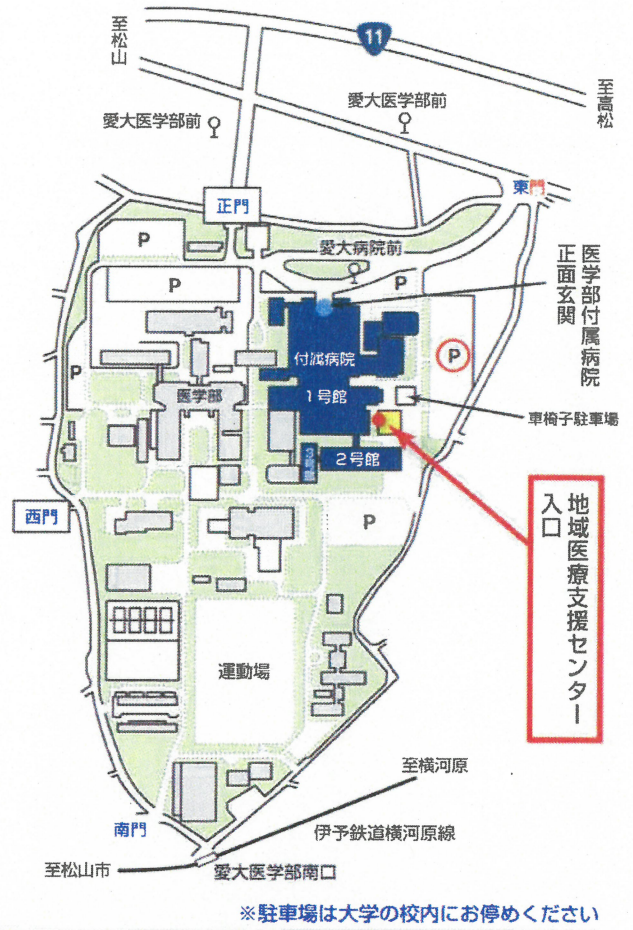 至松山
11
至高松
愛大医学部前
愛大医学部前
東門
正門
P
愛大病院前
医学部付属病院
正面玄関
P
P
P
付属病院
P
医学部
1号館
車椅子駐車場
3号館
2号館
西門
P
地域医療支援センター
入口
運動場
至横河原
南門
伊予鉄道横河原線
至松山市
愛大医学部南口
※駐車場は大学の校内にお停めください